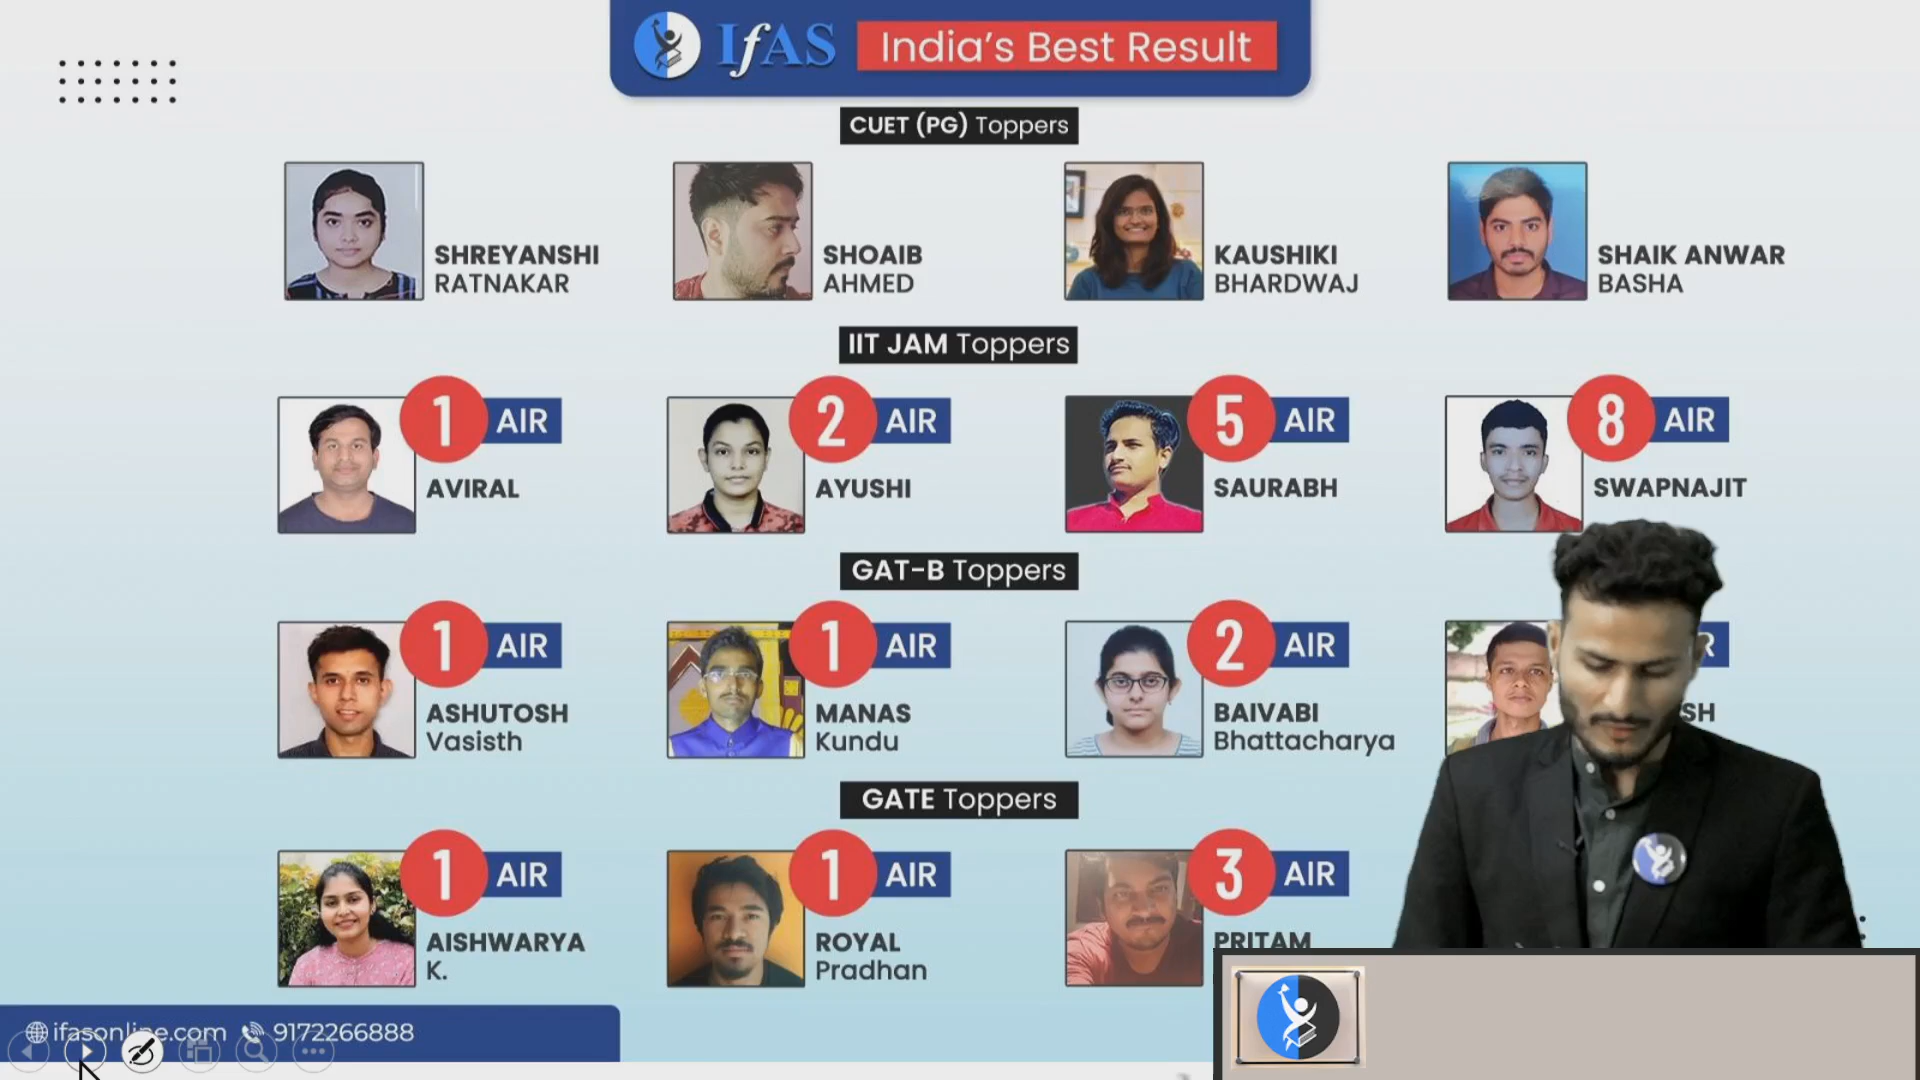 IfAS India's Best Result
CUET (PG) Toppers
SHREYANSHI
RATNAKAR
SHOAIB
AHMED
KAUSHIKI
BHARDWAJ
SHAIK ANWAR
BASHA
IIT JAM Toppers
1 AIR
AVIRAL
2 AIR
AYUSHI
5 AIR
SAURABH
8 AIR
SWAPNAJIT
GAT-B Toppers
1 AIR
ASHUTOSH
Vasisth
1 AIR
MANAS
Kundu
2 AIR
BAIVABI
Bhattacharya
GATE Toppers
1 AIR
AISHWARYA
K.
1 AIR
ROYAL
Pradhan
3 AIR
PRITAM
ifasonline.com 9172266888